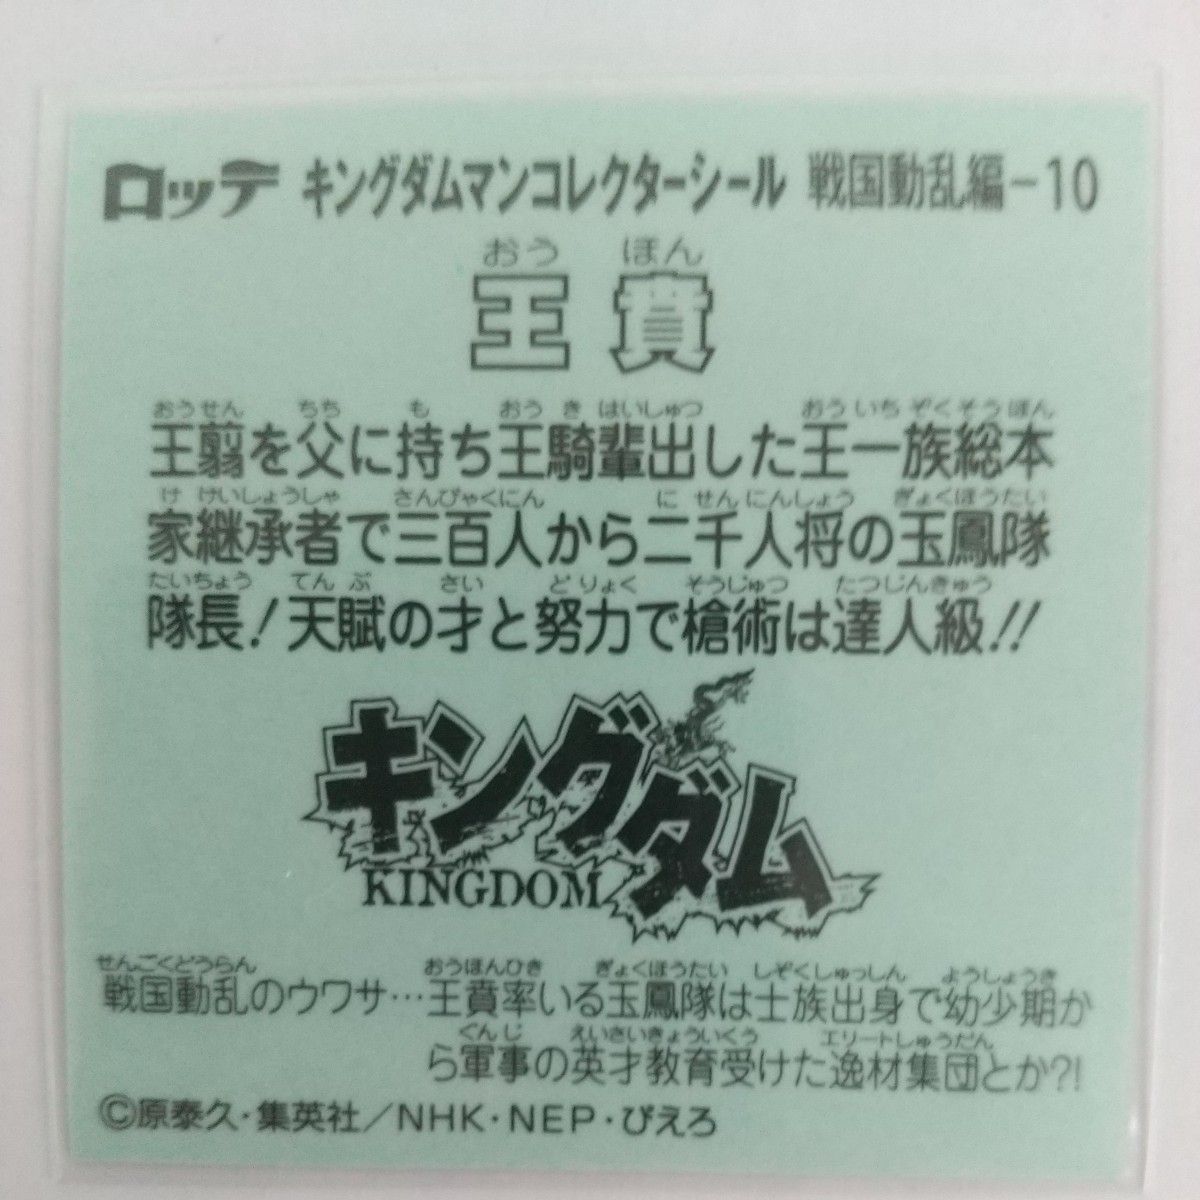 ロッテ キングダムマンコレクターシール 戦国動乱編-10
おう ほん
王賁
おうせん ちち も おう き はいしゅつ おういちぞくそうほん
王翦を父に持ち王騎輩出した王一族総本
け けいしょうしゃ さんびゃくにん に せんにんしょう ぎょくほうたい
家継承者で三百人から二千人将の玉鳳隊
たいちょう てん ぶ さい どりょく そうじゅつ たつじんきゅう
隊長!天賦の才と努力で槍術は達人級!!
キングダム
KINGDOM
せんごくどうらん おうほんひき ぎょくほうたい しぞくしゅっしん ようしょうき
戦国動乱のウワサ…王賁率いる玉鳳隊は士族出身で幼少期か
ぐんじ えいさいきょういくう エリートしゅうだん
ら軍事の英才教育受けた逸材集団とか?!
©原泰久・集英社/NHK・NEP・ぴえろ